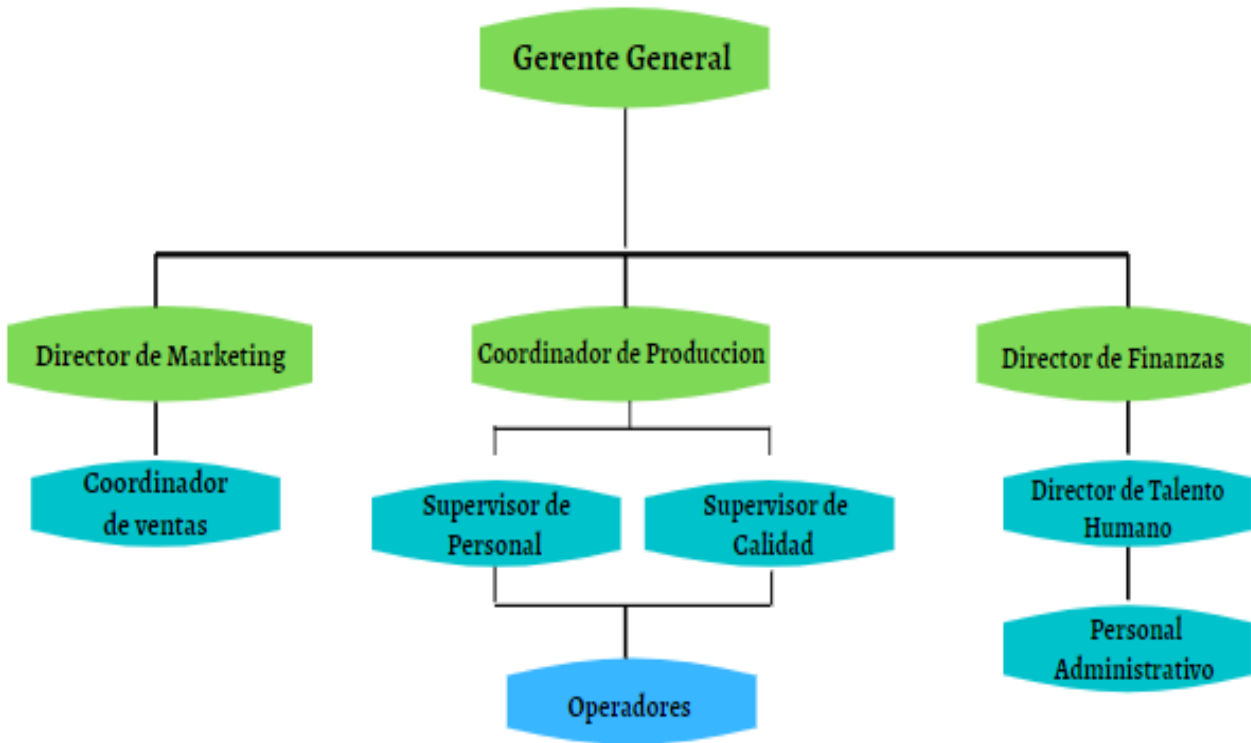 Gerente General
Director de Marketing
Coordinador de Produccion
Director de Finanzas
Coordinador
de ventas
Supervisor de
Personal
Supervisor de
Calidad
Director de Talento
Humano
Personal
Administrativo
Operadores